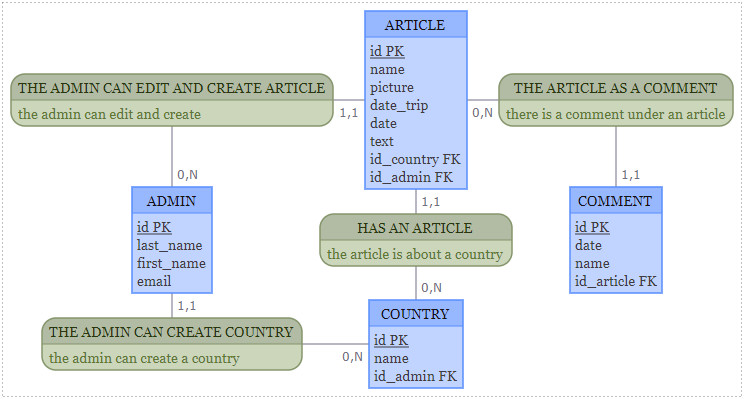 ARTICLE
id PK
name
picture
date_trip
date
text
id_country FK
id_admin FK
THE ADMIN CAN EDIT AND CREATE ARTICLE
the admin can edit and create
1,1
0,N
THE ARTICLE AS A COMMENT
there is a comment under an article
0,N
1,1
ADMIN
id PK
last_name
first_name
email
1,1
HAS AN ARTICLE
the article is about a country
1,1
0,N
COMMENT
id PK
date
name
id_article FK
THE ADMIN CAN CREATE COUNTRY
the admin can create a country
0,N
COUNTRY
id PK
name
id_admin FK